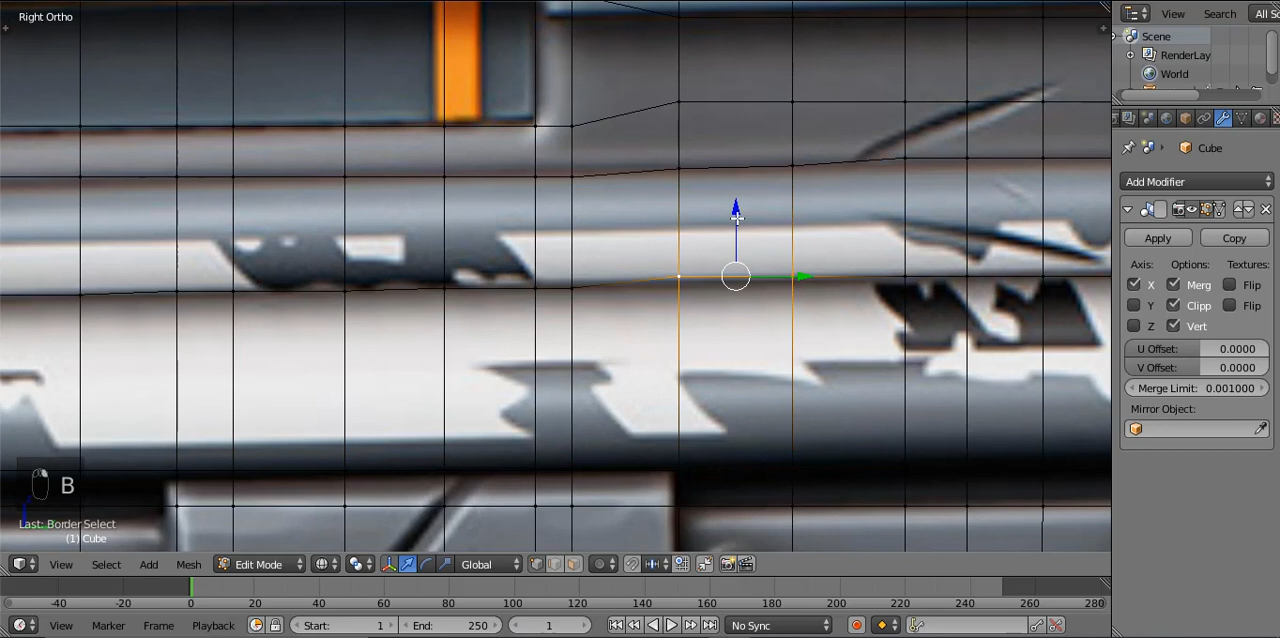 Right Ortho
View Search All Sc
Scene
RenderLay
World
Cube
Add Modifier
Apply Copy
Axis: Options: Textures:
X Merg Flip
Y Clipp Flip
Z Vert
U Offset: 0.0000
V Offset: 0.0000
Merge Limit: 0.001000
Mirror Object:
B
Last: Border Select
(1) Cube
View Select Add Mesh Edit Mode Global
-40 -20 0 20 40 60 80 100 120 140 160 180 200 220 240 260 280
View Marker Frame Playback Start: 1 End: 250 1 No Sync